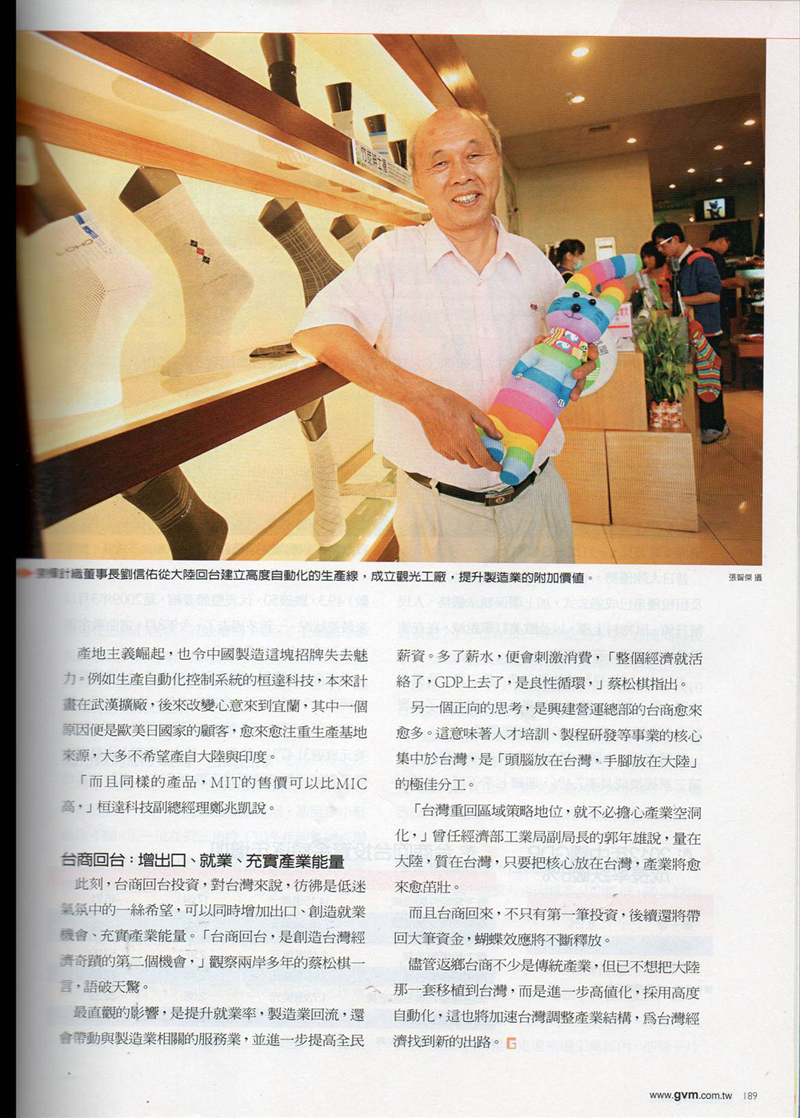 LOHO
竹炭紳士襪
針織董事長劉信佑從大陸回台建立高度自動化的生產線，成立觀光工廠，提升製造業的附加價值。
張智傑 攝
產地主義崛起，也令中國製造這塊招牌失去魅
力。例如生產自動化控制系統的桓達科技，本來計
畫在武漢擴廠，後來改變心意來到宜蘭，其中一個
原因便是歐美日國家的顧客，愈來愈注重生產基地
來源，大多不希望產自大陸與印度。
「而且同樣的產品，MIT的售價可以比MIC
高，」桓達科技副總經理鄭兆凱說。
台商回台：增出口、就業、充實產業能量
此刻，台商回台投資，對台灣來說，彷彿是低迷
氣氛中的一絲希望，可以同時增加出口、創造就業
機會、充實產業能量。「台商回台，是創造台灣經
濟奇蹟的第二個機會，」觀察兩岸多年的蔡松棋一
言，語破天驚。
最直觀的影響，是提升就業率，製造業回流，還
會帶動與製造業相關的服務業，並進一步提高全民
薪資。多了薪水，便會刺激消費，「整個經濟就活
絡了，GDP上去了，是良性循環，」蔡松棋指出。
另一個正向的思考，是興建營運總部的台商愈來
愈多。這意味著人才培訓、製程研發等事業的核心
集中於台灣，是「頭腦放在台灣，手腳放在大陸」
的極佳分工。
「台灣重回區域策略地位，就不必擔心產業空洞
化，」曾任經濟部工業局副局長的郭年雄說，量在
大陸，質在台灣，只要把核心放在台灣，產業將愈
來愈茁壯。
而且台商回來，不只有第一筆投資，後續還將帶
回大筆資金，蝴蝶效應將不斷釋放。
儘管返鄉台商不少是傳統產業，但已不想把大陸
那一套移植到台灣，而是進一步高值化，採用高度
自動化，這也將加速台灣調整產業結構，為台灣經
濟找到新的出路。G
www.gvm.com.tw 189